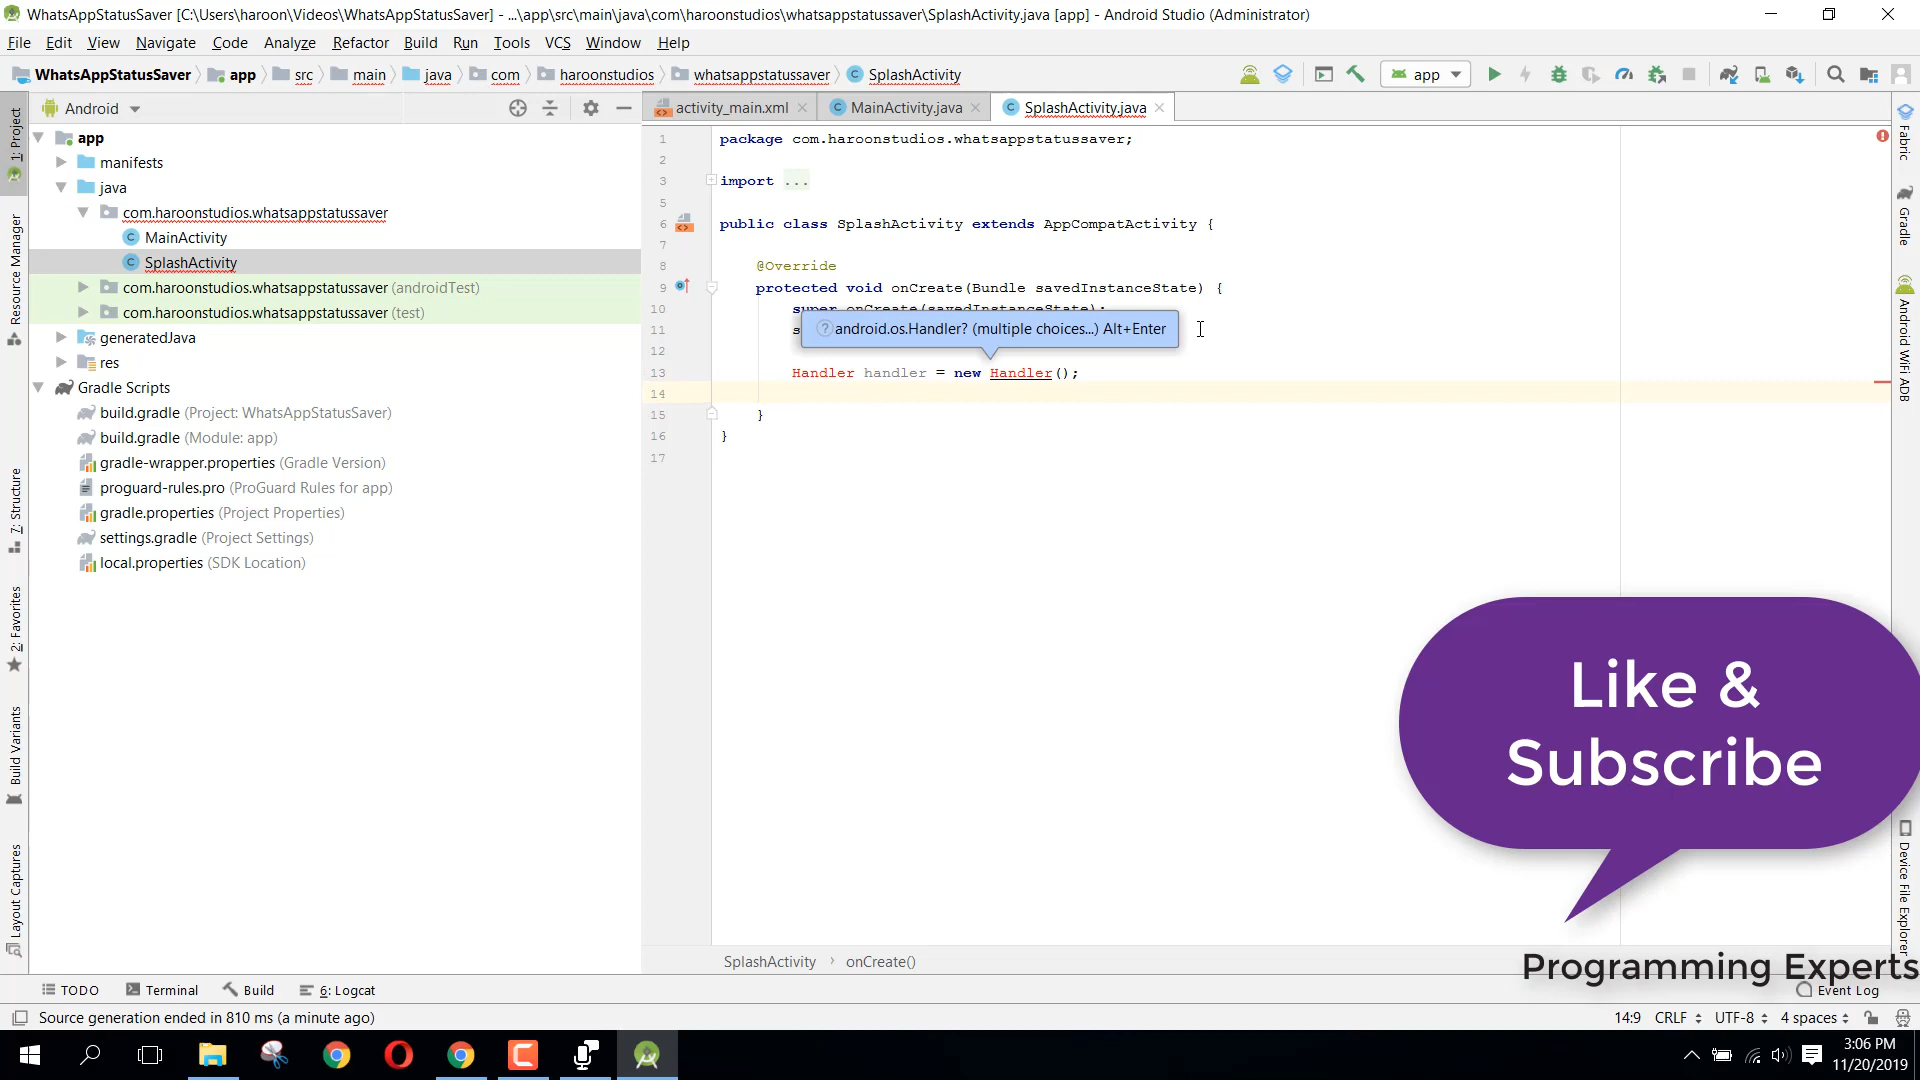 WhatsAppStatusSaver [C:\Users\haroon\Videos\WhatsAppStatusSaver] - ...\app\src\main\java\com\haroonstudios\whatsappstatussaver\SplashActivity.java [app] - Android Studio (Administrator)
File Edit View Navigate Code Analyze Refactor Build Run Tools VCS Window Help
WhatsAppStatusSaver app src main java com haroonstudios whatsappstatussaver SplashActivity app
Android
activity_main.xml MainActivity.java SplashActivity.java
1: Project
Resource Manager
7: Structure
2: Favorites
Build Variants
Layout Captures
app
manifests
java
com.haroonstudios.whatsappstatussaver
MainActivity
SplashActivity
com.haroonstudios.whatsappstatussaver (androidTest)
com.haroonstudios.whatsappstatussaver (test)
generatedJava
res
Gradle Scripts
build.gradle (Project: WhatsAppStatusSaver)
build.gradle (Module: app)
gradle-wrapper.properties (Gradle Version)
proguard-rules.pro (ProGuard Rules for app)
gradle.properties (Project Properties)
settings.gradle (Project Settings)
local.properties (SDK Location)
1 package com.haroonstudios.whatsappstatussaver;
2
3 import ...
5
6 public class SplashActivity extends AppCompatActivity {
7
8 @Override
9 protected void onCreate(Bundle savedInstanceState) {
10 super.onCreate(savedInstanceState);
11 s
android.os.Handler? (multiple choices...) Alt+Enter
12
13 Handler handler = new Handler();
14
15 }
16 }
17
Fabric
Gradle
Android WiFi ADB
Device File Explorer
Like &
Subscribe
Programming Experts
SplashActivity › onCreate()
TODO Terminal Build 6: Logcat Event Log
Source generation ended in 810 ms (a minute ago) 14:9 CRLF UTF-8 4 spaces
3:06 PM
11/20/2019